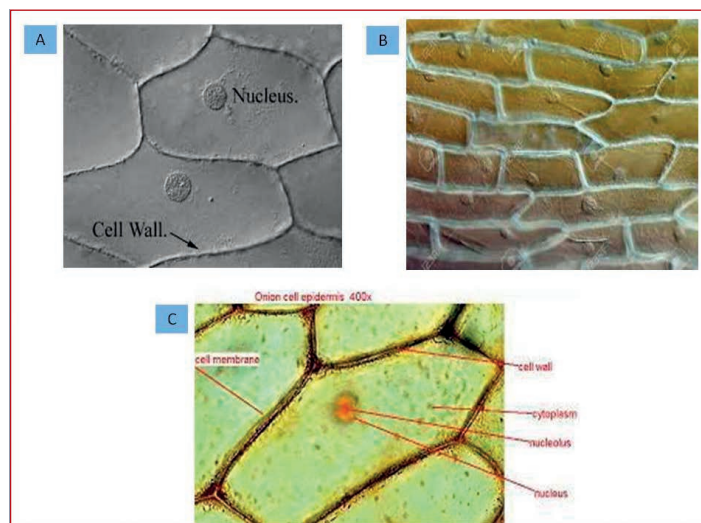 A
Nucleus.
Cell Wall.
B
Onion cell epidermis 400x
C
cell membrane
cell wall
cytoplasm
nucleolus
nucleus